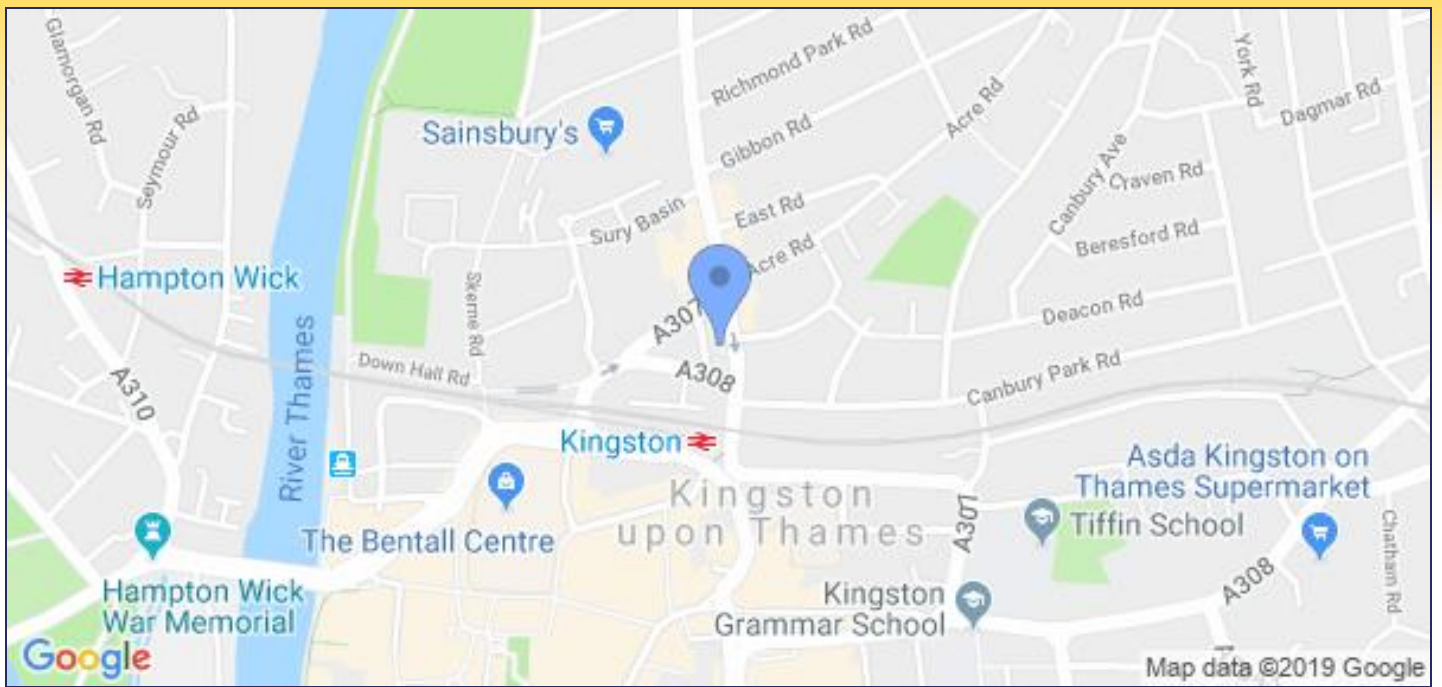 Glamorgan Rd
Seymour Rd
Richmond Park Rd
York Rd
Dagmar Rd
Sainsbury's
Gibbon Rd
Acre Rd
Canbury Ave
Craven Rd
Sury Basin
East Rd
Beresford Rd
Hampton Wick
Skerne Rd
Acre Rd
A307
Deacon Rd
A310
River Thames
Down Hall Rd
A308
Canbury Park Rd
Kingston
Kingston
upon Thames
Asda Kingston on
Thames Supermarket
Tiffin School
A307
The Bentall Centre
Chatham Rd
A308
Hampton Wick
War Memorial
Kingston
Grammar School
Google
Map data ©2019 Google